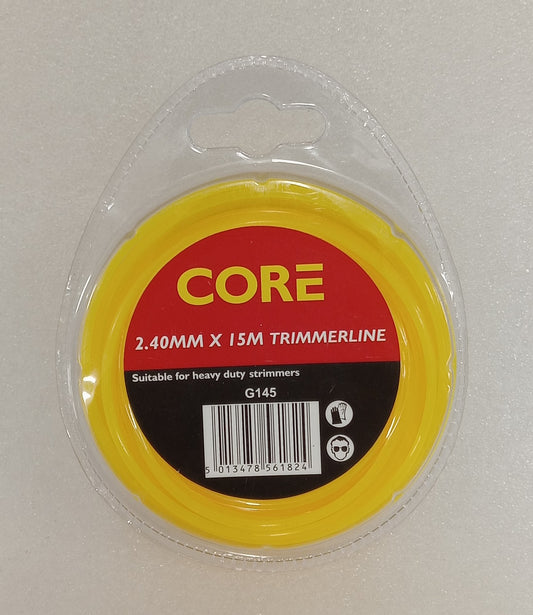 CORE
2.40MM X 15M TRIMMERLINE
Suitable for heavy duty strimmers
G145
5 013478 561824